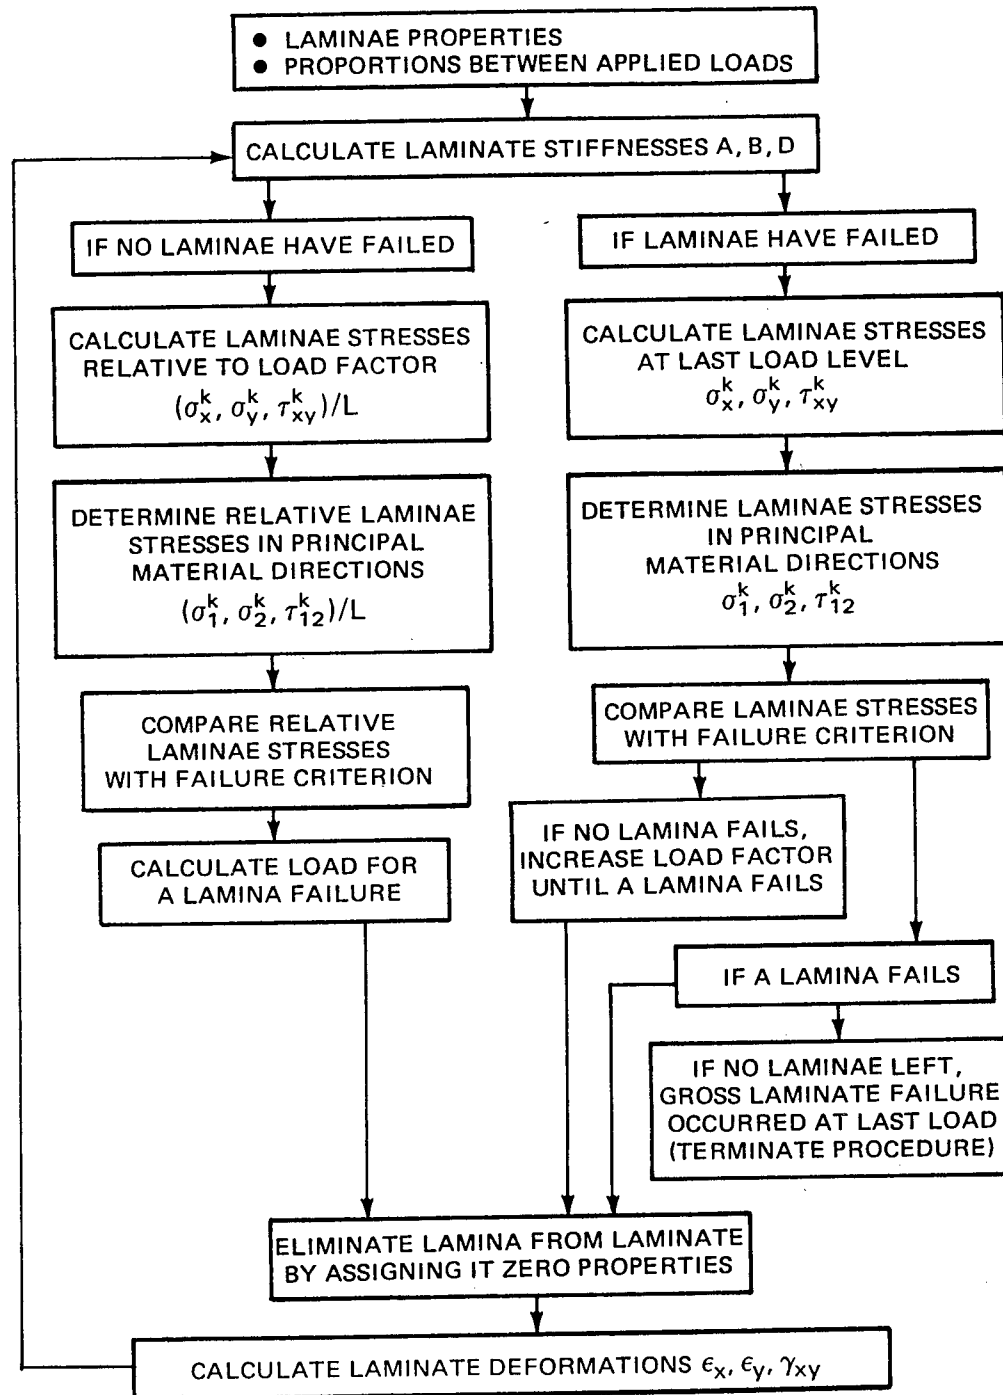 ● LAMINAE PROPERTIES
● PROPORTIONS BETWEEN APPLIED LOADS
CALCULATE LAMINATE STIFFNESSES A, B, D
IF NO LAMINAE HAVE FAILED
CALCULATE LAMINAE STRESSES
RELATIVE TO LOAD FACTOR
(σ_x^k, σ_y^k, τ_xy^k)/L
DETERMINE RELATIVE LAMINAE
STRESSES IN PRINCIPAL
MATERIAL DIRECTIONS
(σ_1^k, σ_2^k, τ_12^k)/L
COMPARE RELATIVE
LAMINAE STRESSES
WITH FAILURE CRITERION
CALCULATE LOAD FOR
A LAMINA FAILURE
IF LAMINAE HAVE FAILED
CALCULATE LAMINAE STRESSES
AT LAST LOAD LEVEL
σ_x^k, σ_y^k, τ_xy^k
DETERMINE LAMINAE STRESSES
IN PRINCIPAL
MATERIAL DIRECTIONS
σ_1^k, σ_2^k, τ_12^k
COMPARE LAMINAE STRESSES
WITH FAILURE CRITERION
IF NO LAMINA FAILS,
INCREASE LOAD FACTOR
UNTIL A LAMINA FAILS
IF A LAMINA FAILS
IF NO LAMINAE LEFT,
GROSS LAMINATE FAILURE
OCCURRED AT LAST LOAD
(TERMINATE PROCEDURE)
ELIMINATE LAMINA FROM LAMINATE
BY ASSIGNING IT ZERO PROPERTIES
CALCULATE LAMINATE DEFORMATIONS ϵ_x, ϵ_y, γ_xy